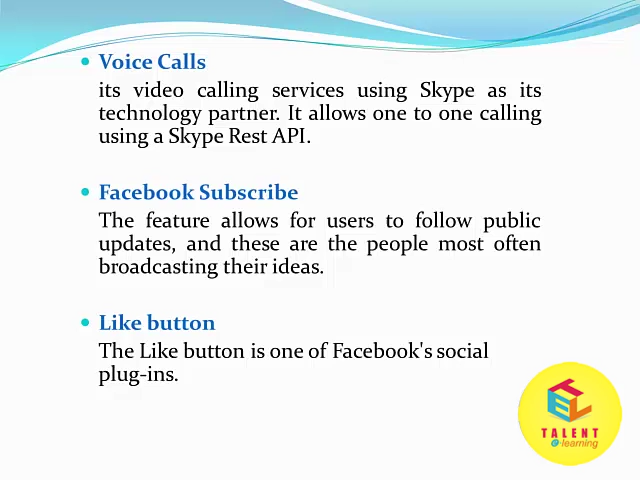 Voice Calls
its video calling services using Skype as its
technology partner. It allows one to one calling
using a Skype Rest API.
Facebook Subscribe
The feature allows for users to follow public
updates, and these are the people most often
broadcasting their ideas.
Like button
The Like button is one of Facebook's social
plug-ins.
TEL
TALENT
e-learning